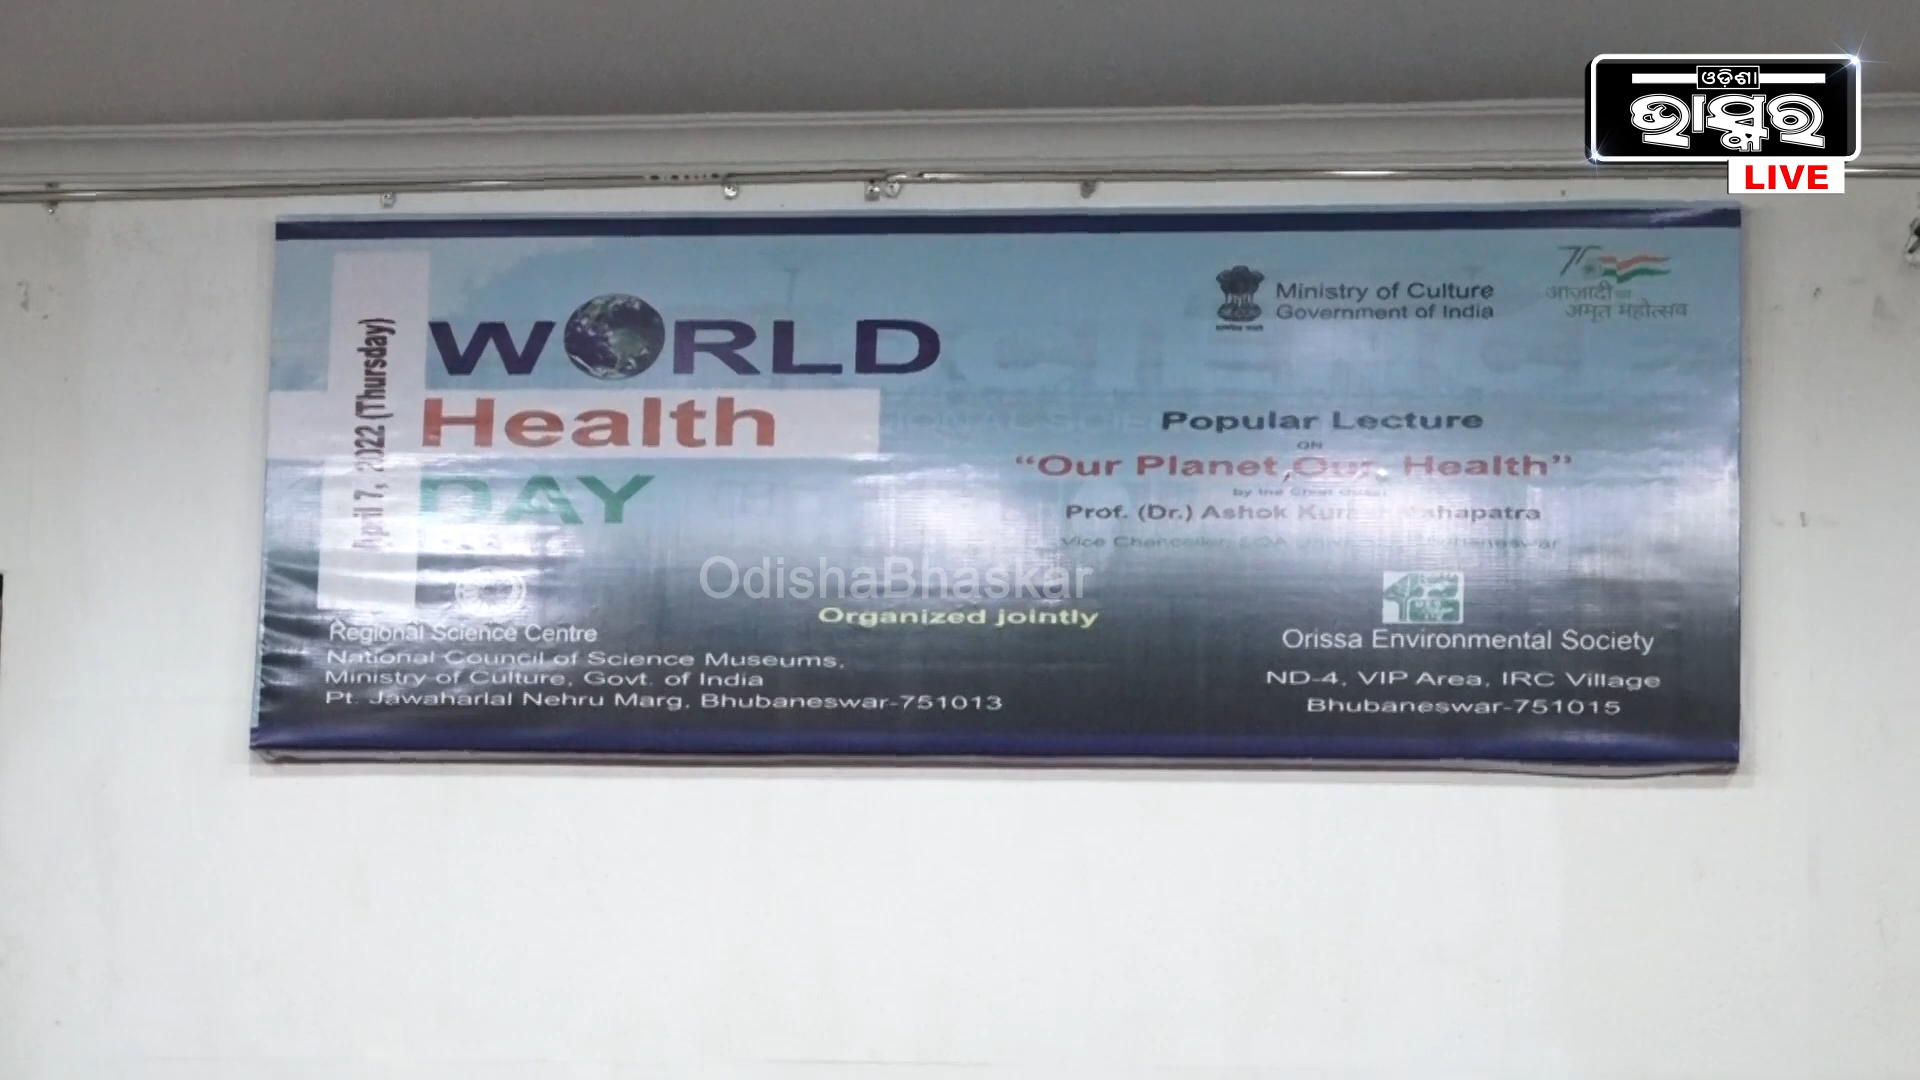 ଓଡ଼ିଶା
ଭାସ୍କର
LIVE
Ministry of Culture
Government of India
75
आज़ादी का
अमृत महोत्सव
April 7, 2022 (Thursday)
WORLD
Health
DAY
Popular Lecture
ON
“Our Planet, Our Health”
by the Guest
Prof. (Dr.) Ashok Mahapatra
Vice Chancellor, SOA Bhubaneswar
OdishaBhaskar
Organized jointly
Regional Science Centre
National Council of Science Museums,
Ministry of Culture, Govt. of India
Pt. Jawaharlal Nehru Marg, Bhubaneswar-751013
Orissa Environmental Society
ND-4, VIP Area, IRC Village
Bhubaneswar-751015